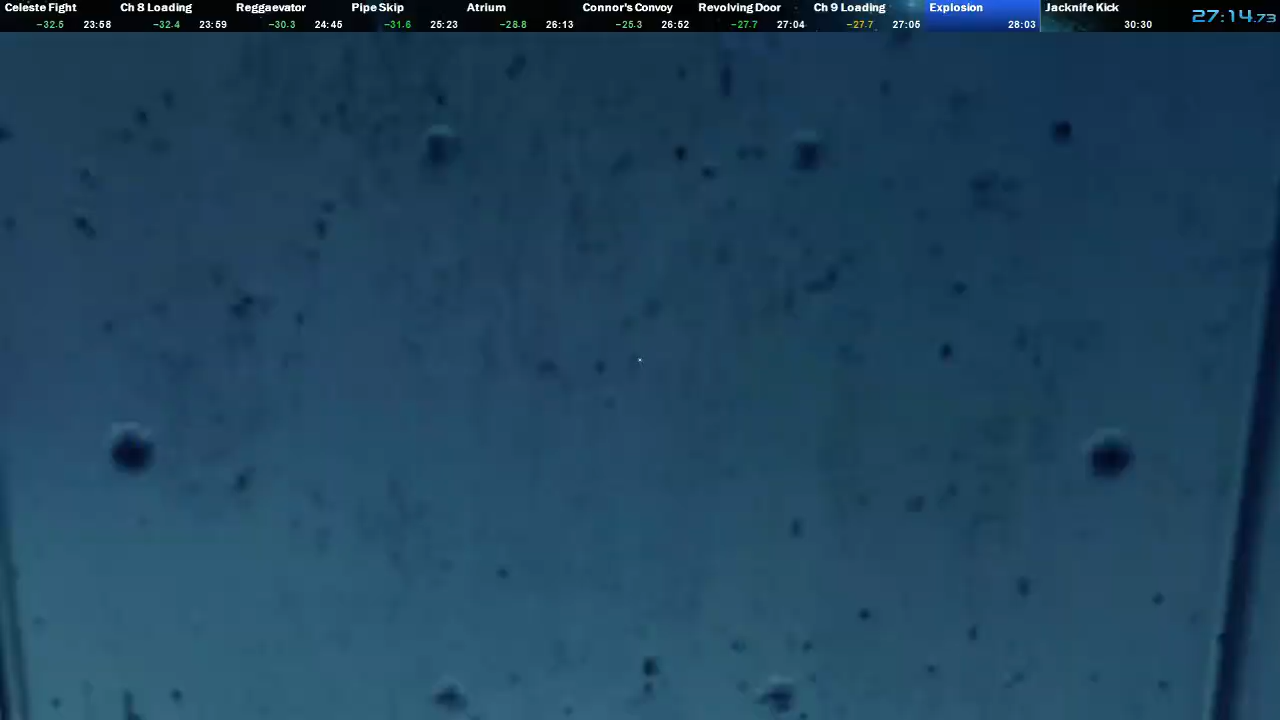 Celeste Fight Ch 8 Loading Reggaevator Pipe Skip Atrium Connor's Convoy Revolving Door Ch 9 Loading Explosion Jacknife Kick 27:14.73
−32.5 23:58 −32.4 23:59 −30.3 24:45 −31.6 25:23 −28.8 26:13 −25.3 26:52 −27.7 27:04 −27.7 27:05 28:03 30:30